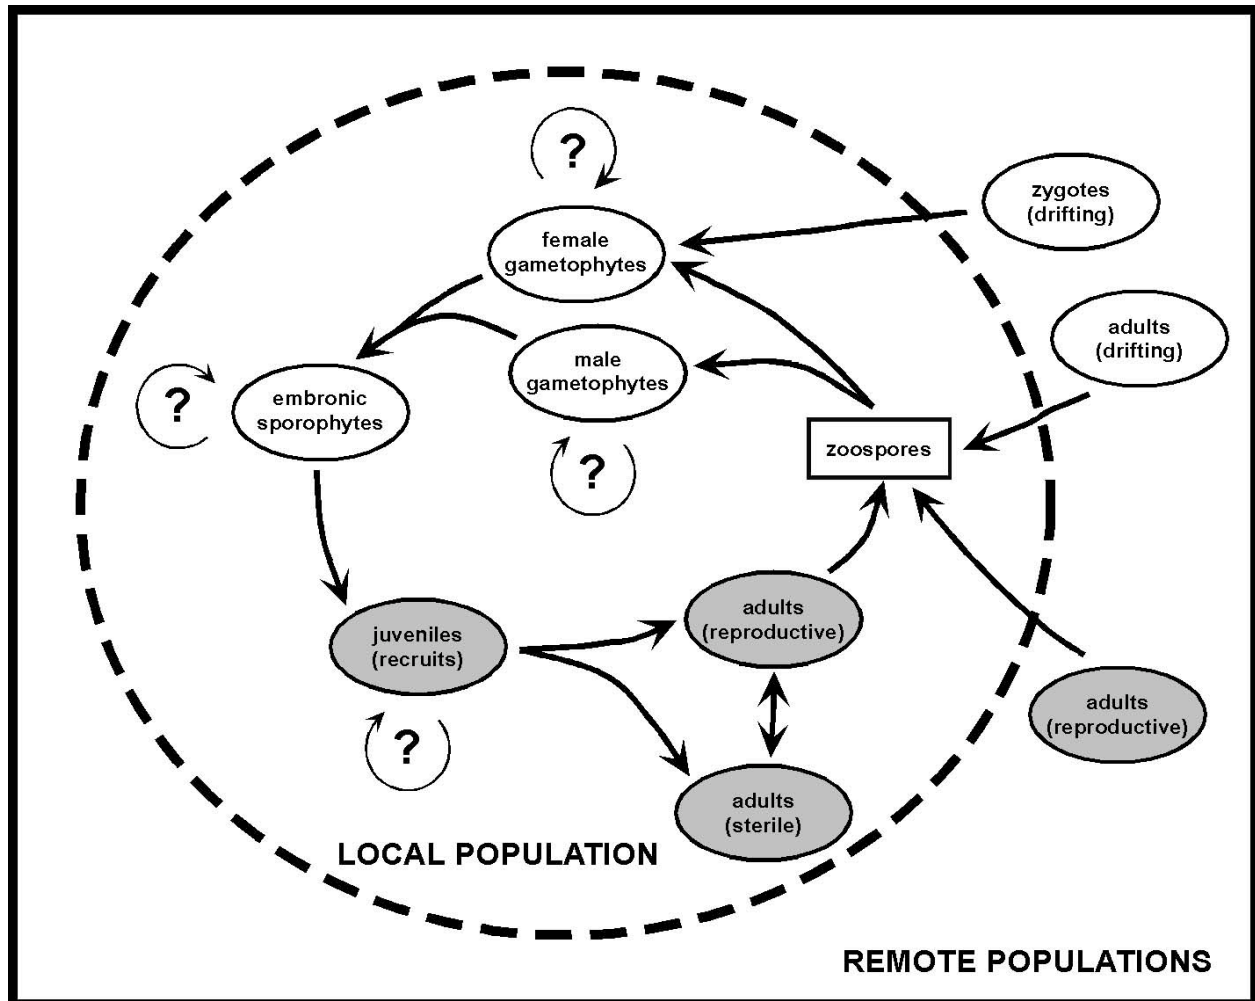 ?
zygotes
(drifting)
female
gametophytes
adults
(drifting)
male
gametophytes
?
embronic
sporophytes
zoospores
?
adults
(reproductive)
juveniles
(recruits)
adults
(reproductive)
?
adults
(sterile)
LOCAL POPULATION
REMOTE POPULATIONS